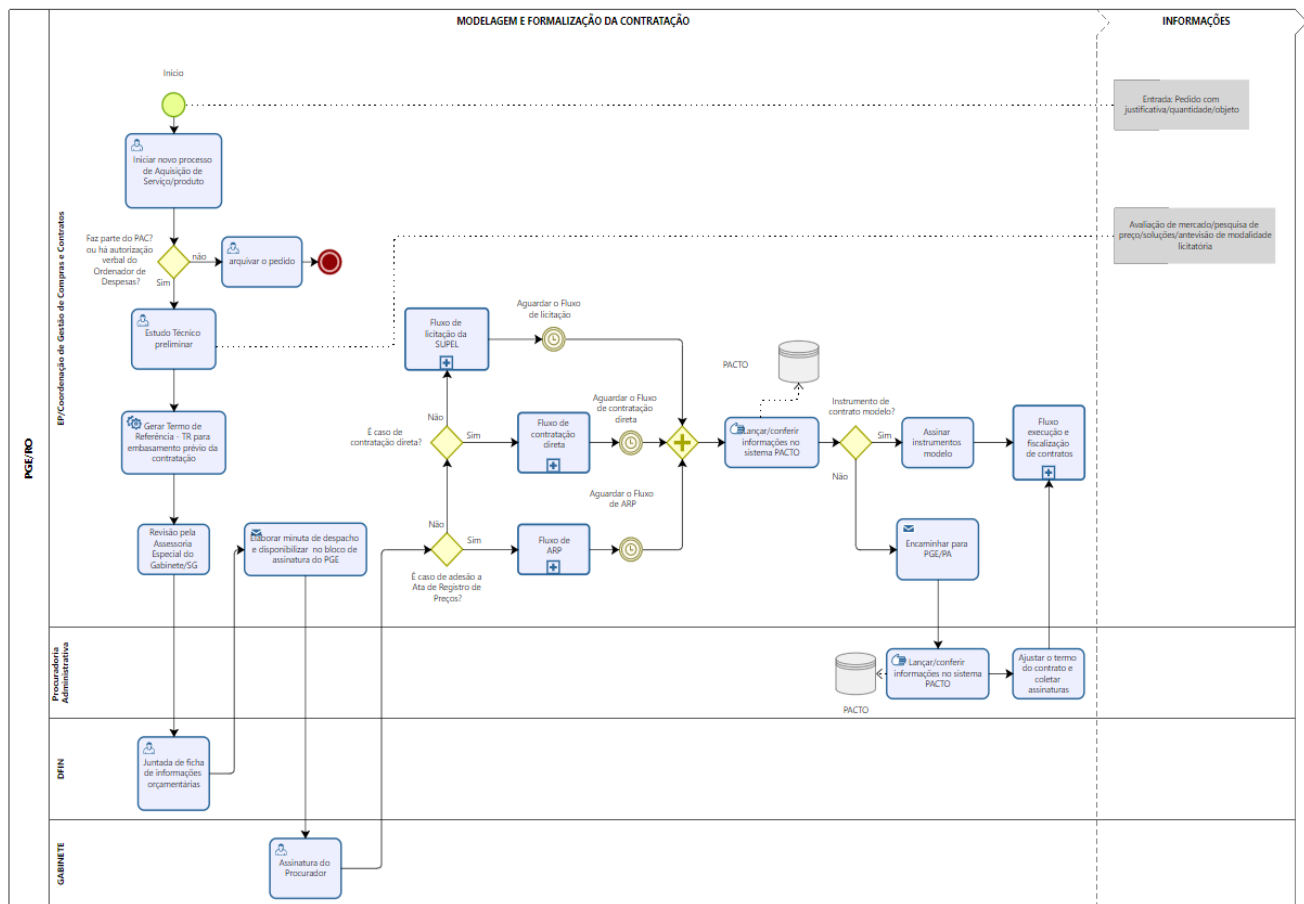 MODELAGEM E FORMALIZAÇÃO DA CONTRATAÇÃO
INFORMAÇÕES
PGE/RO
EP/Coordenação de Gestão de Compras e Contratos
Início
Entrada: Pedido com
justificativa/quantidade/objeto
Iniciar novo processo
de Aquisição de
Serviço/produto
Faz parte do PAC?
ou há autorização
verbal do
Ordenador de
Despesas?
não
Sim
arquivar o pedido
Avaliação de mercado/pesquisa de
preço/soluções/antevisão de modalidade
licitatória
Estudo Técnico
preliminar
Fluxo de
licitação da
SUPEL
Aguardar o Fluxo
de licitação
PACTO
Gerar Termo de
Referência - TR para
embasamento prévio da
contratação
É caso de
contratação direta?
Não
Sim
Fluxo de
contratação
direta
Aguardar o Fluxo
de contratação
direta
Lançar/conferir
informações no
sistema PACTO
Instrumento de
contrato modelo?
Sim
Não
Assinar
instrumentos
modelo
Fluxo
execução e
fiscalização
de contratos
Revisão pela
Assessoria
Especial do
Gabinete/SG
Elaborar minuta de despacho
e disponibilizar no bloco de
assinatura do PGE
Não
Sim
É caso de adesão a
Ata de Registro de
Preços?
Fluxo de
ARP
Aguardar o Fluxo
de ARP
Encaminhar para
PGE/PA
Procuradoria
Administrativa
PACTO
Lançar/conferir
informações no sistema
PACTO
Ajustar o termo
do contrato e
coletar
assinaturas
DFIN
Juntada de ficha
de informações
orçamentárias
GABINETE
Assinatura do
Procurador